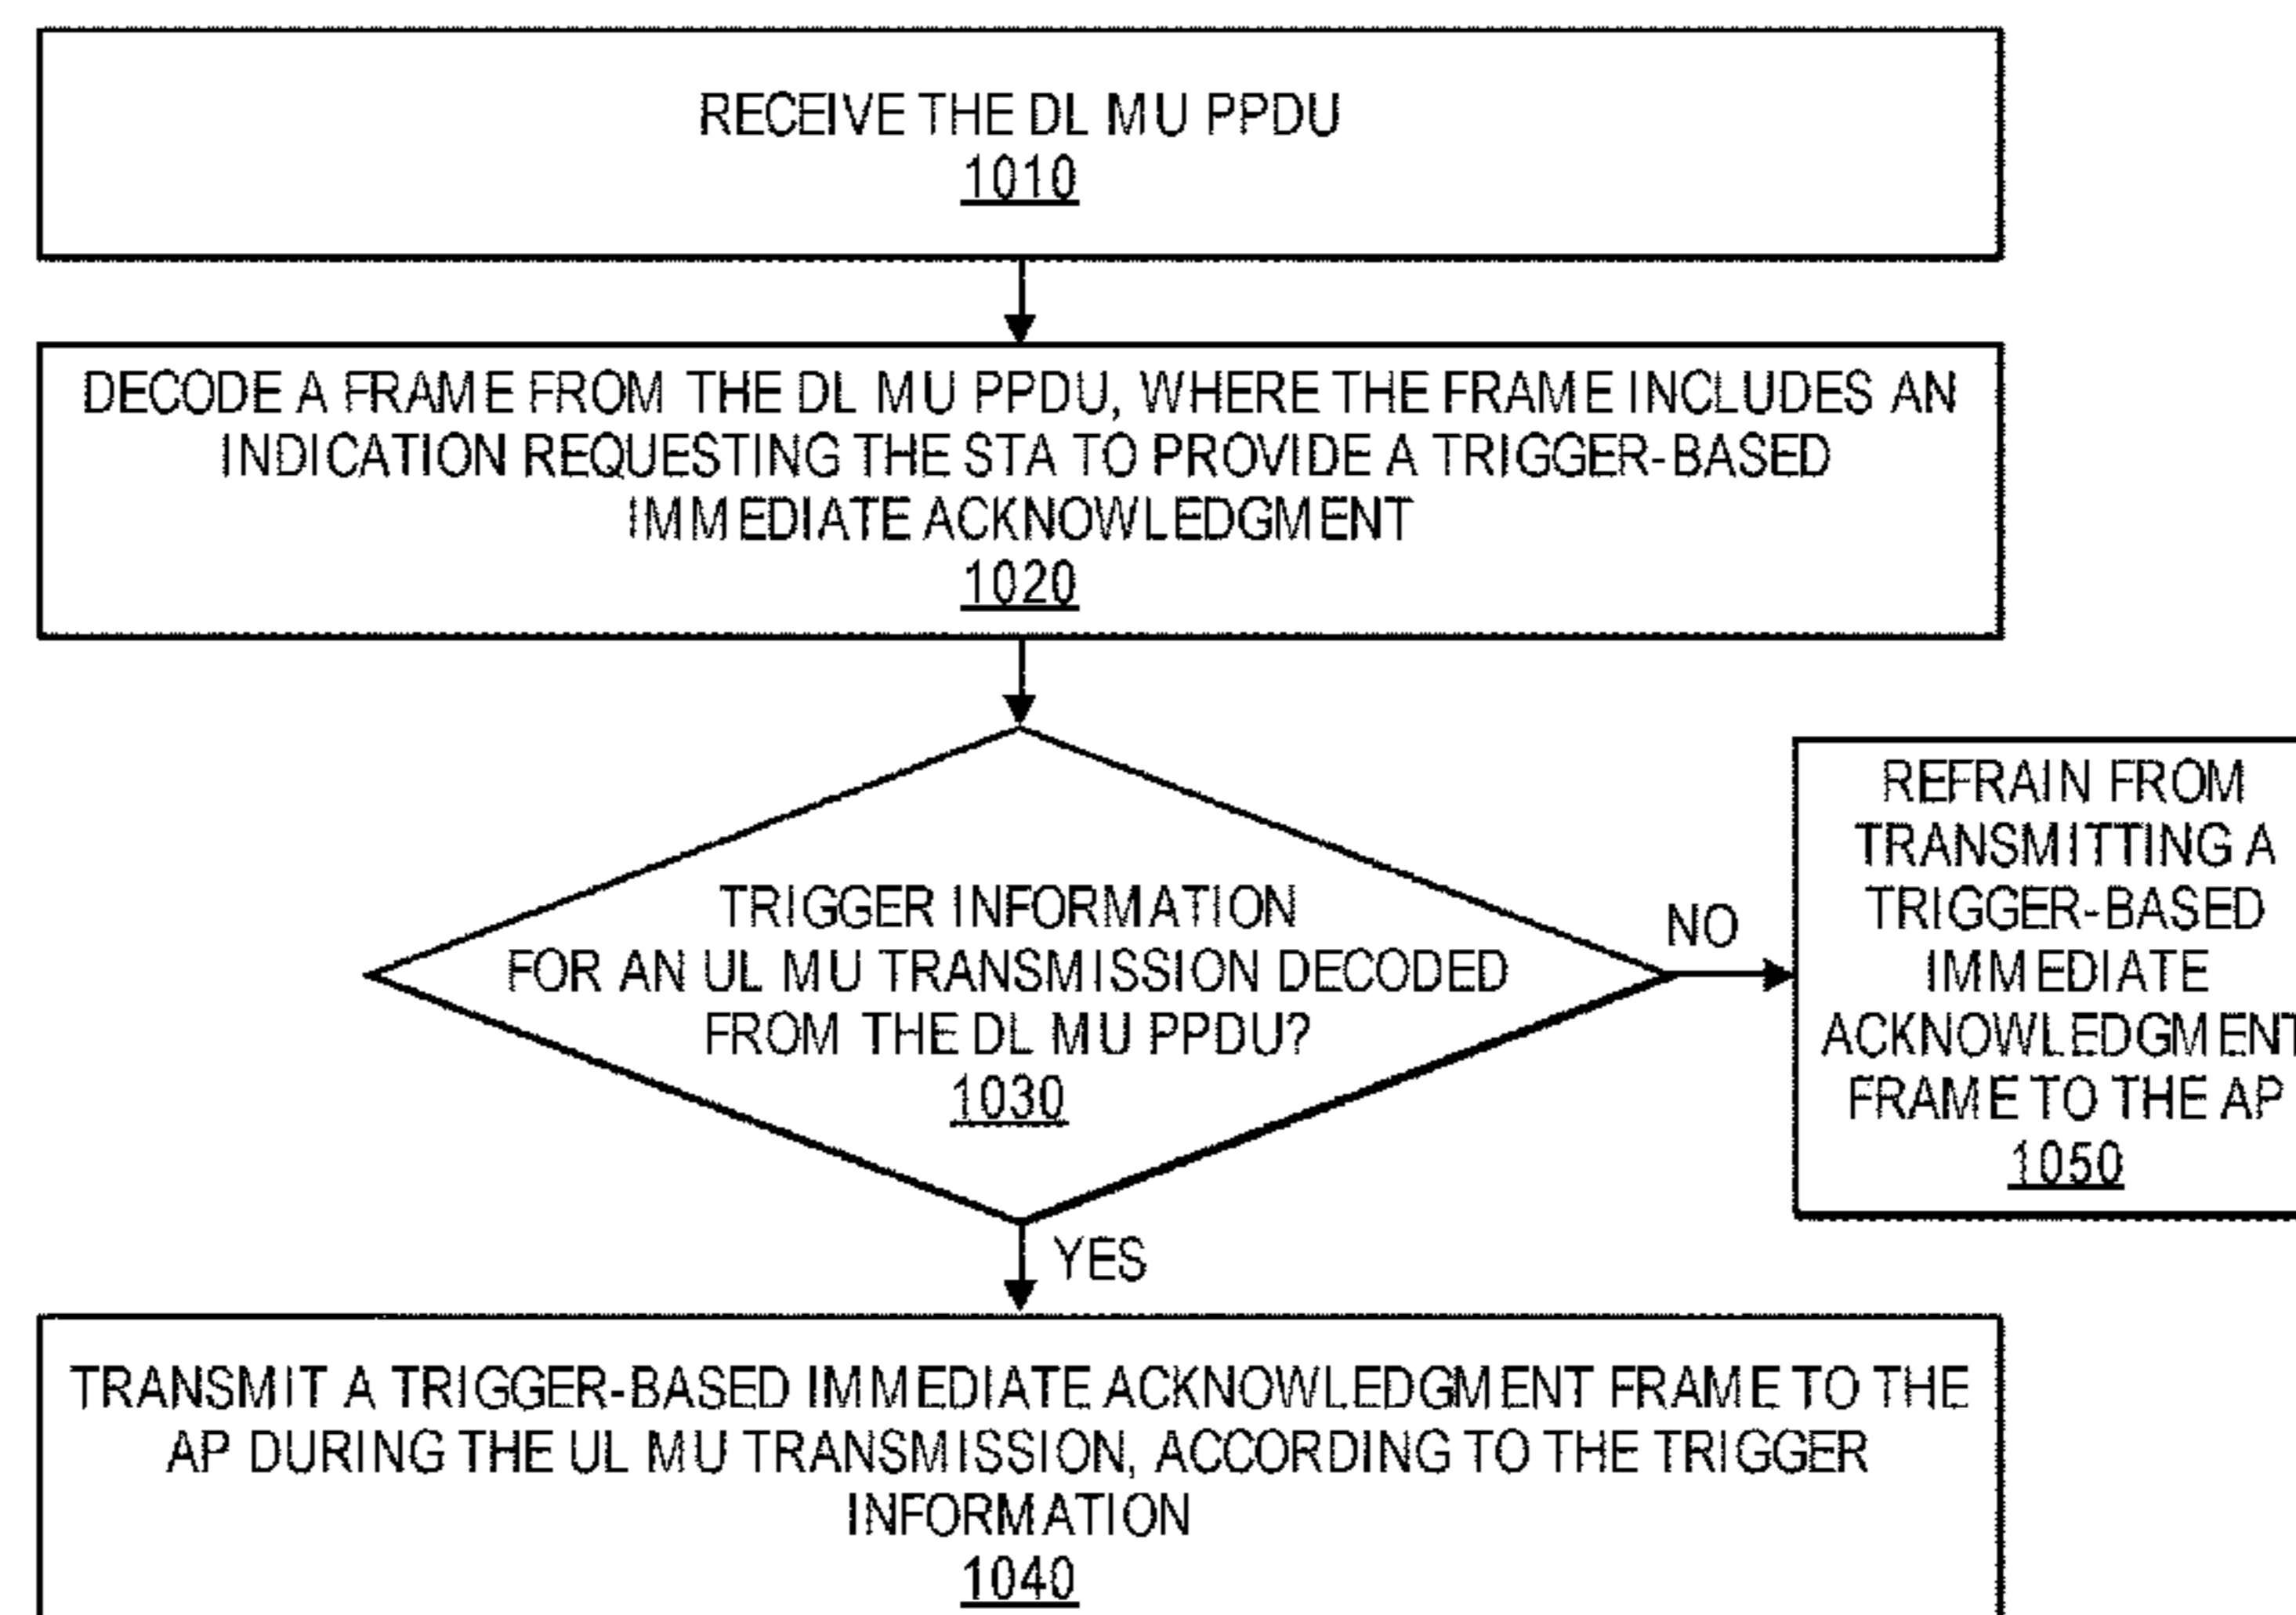 RECEIVE THE DL MU PPDU
1010
DECODE A FRAME FROM THE DL MU PPDU, WHERE THE FRAME INCLUDES AN
INDICATION REQUESTING THE STA TO PROVIDE A TRIGGER-BASED
IMMEDIATE ACKNOWLEDGMENT
1020
TRIGGER INFORMATION
FOR AN UL MU TRANSMISSION DECODED
FROM THE DL MU PPDU?
1030
NO
REFRAIN FROM
TRANSMITTING A
TRIGGER-BASED
IMMEDIATE
ACKNOWLEDGMENT
FRAME TO THE AP
1050
YES
TRANSMIT A TRIGGER-BASED IMMEDIATE ACKNOWLEDGMENT FRAME TO THE
AP DURING THE UL MU TRANSMISSION, ACCORDING TO THE TRIGGER
INFORMATION
1040